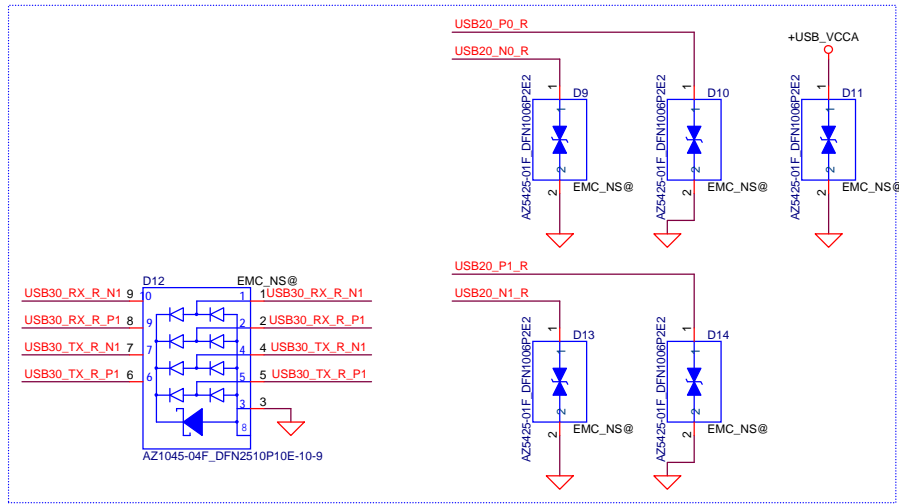 USB20_P0_R
USB20_N0_R
+USB_VCCA
1 D9
1
2
2 EMC_NS@
AZ5425-01F_DFN1006P2E2
1 D10
1
2
2 EMC_NS@
AZ5425-01F_DFN1006P2E2
1 D11
1
2
2 EMC_NS@
AZ5425-01F_DFN1006P2E2
USB20_P1_R
USB20_N1_R
D12 EMC_NS@
USB30_RX_R_N1 9 10 1 1 USB30_RX_R_N1
USB30_RX_R_P1 8 9 2 2 USB30_RX_R_P1
USB30_TX_R_N1 7 7 4 4 USB30_TX_R_N1
USB30_TX_R_P1 6 6 5 5 USB30_TX_R_P1
3 3
8
AZ1045-04F_DFN2510P10E-10-9
1 D13
1
2
2 EMC_NS@
AZ5425-01F_DFN1006P2E2
1 D14
1
2
2 EMC_NS@
AZ5425-01F_DFN1006P2E2